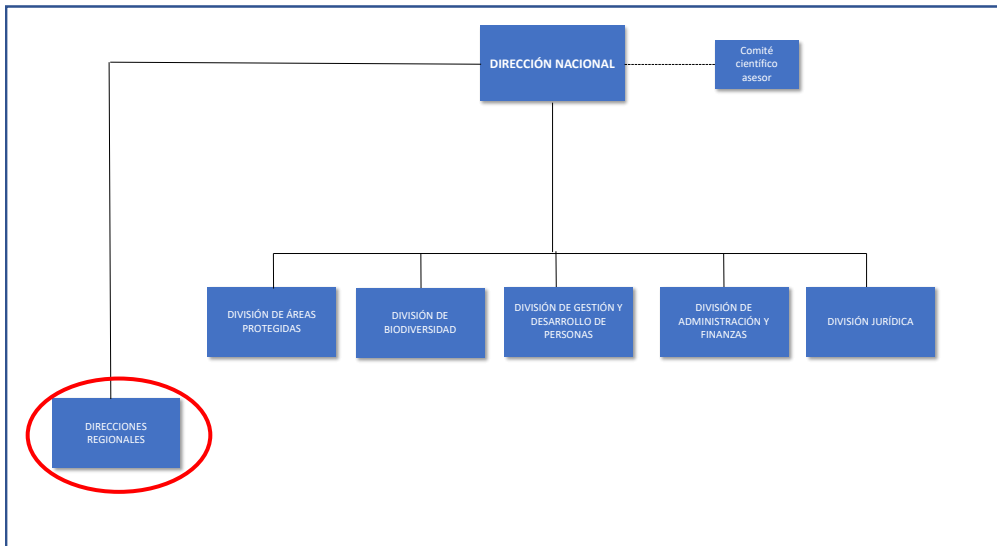 DIRECCIÓN NACIONAL
Comité
científico
asesor
DIVISIÓN DE ÁREAS
PROTEGIDAS
DIVISIÓN DE
BIODIVERSIDAD
DIVISIÓN DE GESTIÓN Y
DESARROLLO DE
PERSONAS
DIVISIÓN DE
ADMINISTRACIÓN Y
FINANZAS
DIVISIÓN JURÍDICA
DIRECCIONES
REGIONALES